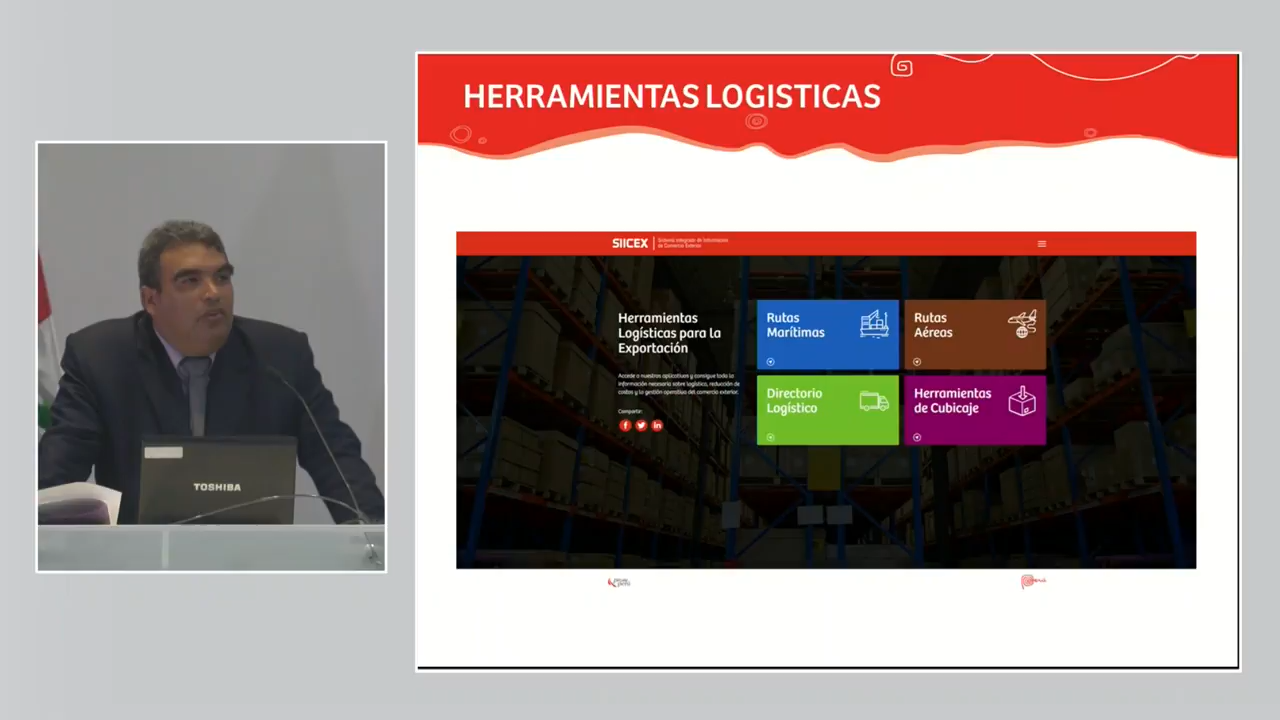 HERRAMIENTAS LOGISTICAS
SIICEX
Sistema Integrado de Información
de Comercio Exterior
Herramientas
Logísticas para la
Exportación
Accede a nuestros aplicativos y consigue toda la
información necesaria sobre logística, reducción de
costos y la gestión operativa del comercio exterior.
Compartir:
Rutas
Marítimas
Rutas
Aéreas
Directorio
Logístico
Herramientas
de Cubicaje
TOSHIBA